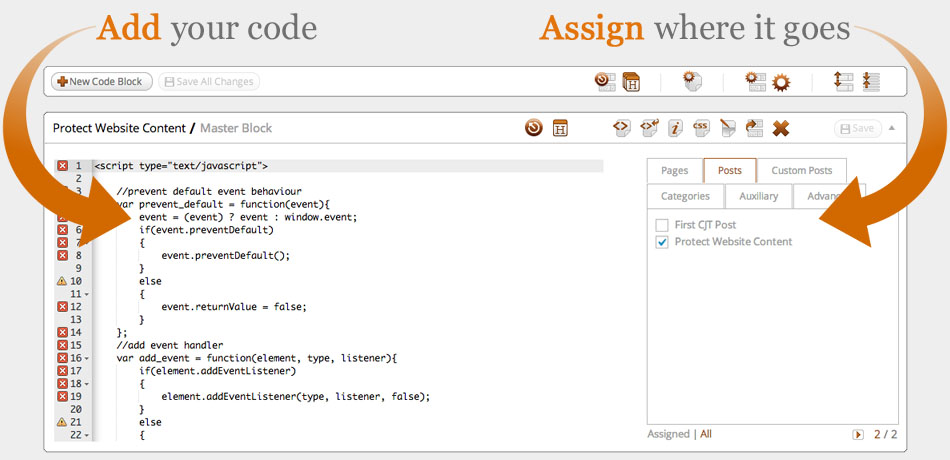 Add your code
Assign where it goes
New Code Block
Save All Changes
Protect Website Content / Master Block
css
Save
1 <script type="text/javascript">
2
3 //prevent default event behaviour
var prevent_default = function(event){
event = (event) ? event : window.event;
6 if(event.preventDefault)
7 {
8 event.preventDefault();
9 }
10 else
11 {
12 event.returnValue = false;
13 }
14 };
15 //add event handler
16 var add_event = function(element, type, listener){
17 if(element.addEventListener)
18 {
19 element.addEventListener(type, listener, false);
20 }
21 else
22 {
Pages Posts Custom Posts
Categories Auxiliary Advan
First CJT Post
Protect Website Content
Assigned | All
2 / 2